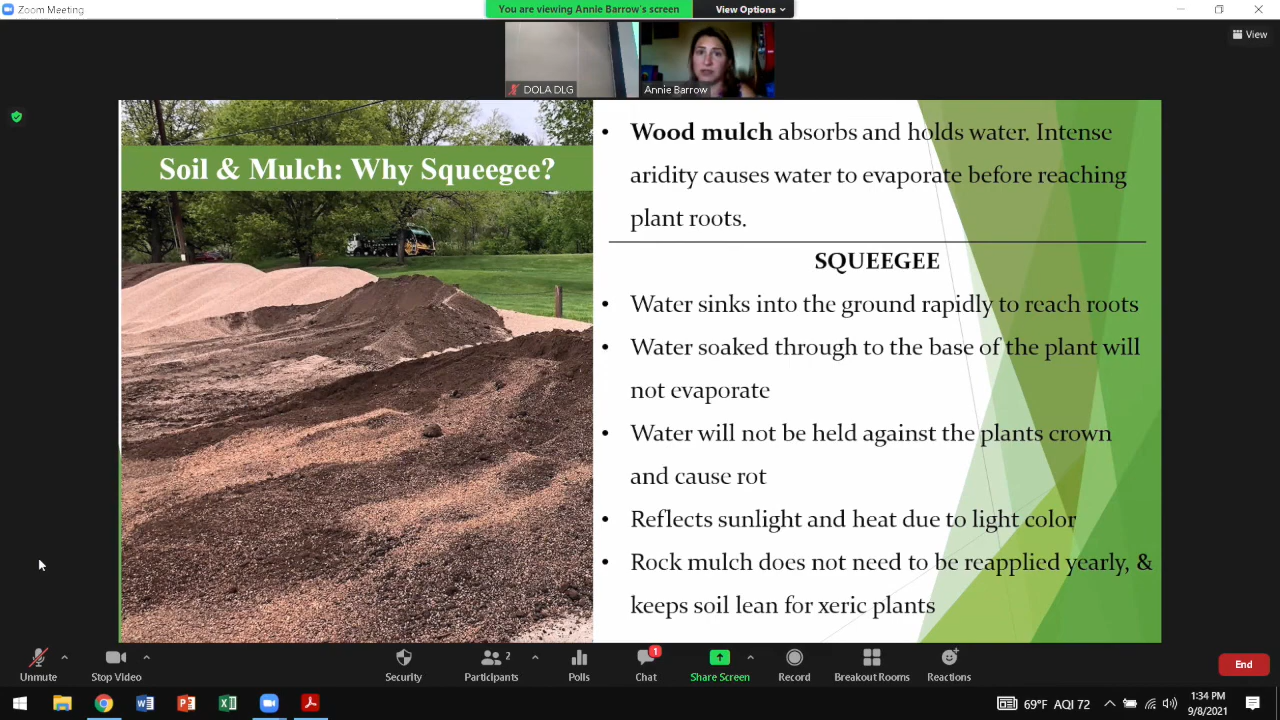 Zoom Meeting
You are viewing Annie Barrow's screen
View Options
View
DOLA DLG
Annie Barrow
Soil & Mulch: Why Squeegee?
• Wood mulch absorbs and holds water. Intense
aridity causes water to evaporate before reaching
plant roots.
SQUEEGEE
• Water sinks into the ground rapidly to reach roots
• Water soaked through to the base of the plant will
not evaporate
• Water will not be held against the plants crown
and cause rot
• Reflects sunlight and heat due to light color
• Rock mulch does not need to be reapplied yearly, &
keeps soil lean for xeric plants
Unmute
Stop Video
Security
2
Participants
Polls
1
Chat
Share Screen
Record
Breakout Rooms
Reactions
End
69°F AQI 72
1:34 PM
9/8/2021